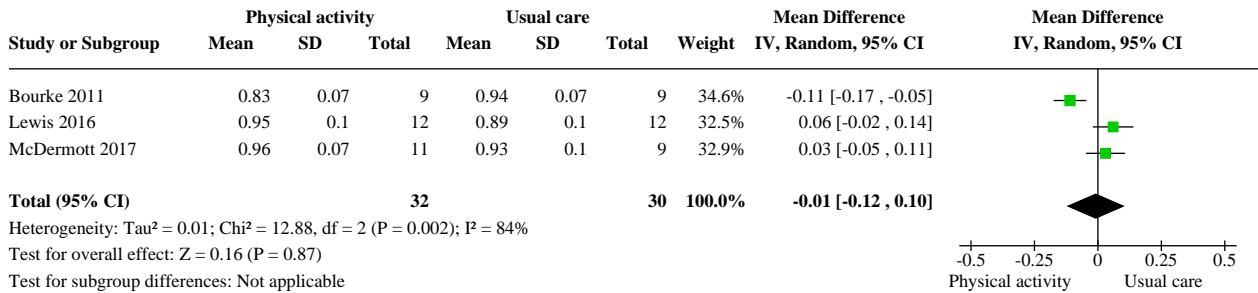 Physical activity Usual care Mean Difference Mean Difference
Study or Subgroup Mean SD Total Mean SD Total Weight IV, Random, 95% CI IV, Random, 95% CI
Bourke 2011 0.83 0.07 9 0.94 0.07 9 34.6% -0.11 [-0.17 , -0.05]
Lewis 2016 0.95 0.1 12 0.89 0.1 12 32.5% 0.06 [-0.02 , 0.14]
McDermott 2017 0.96 0.07 11 0.93 0.1 9 32.9% 0.03 [-0.05 , 0.11]
Total (95% CI) 32 30 100.0% -0.01 [-0.12 , 0.10]
Heterogeneity: Tau² = 0.01; Chi² = 12.88, df = 2 (P = 0.002); I² = 84%
Test for overall effect: Z = 0.16 (P = 0.87)
Test for subgroup differences: Not applicable
-0.5 -0.25 0 0.25 0.5
Physical activity Usual care